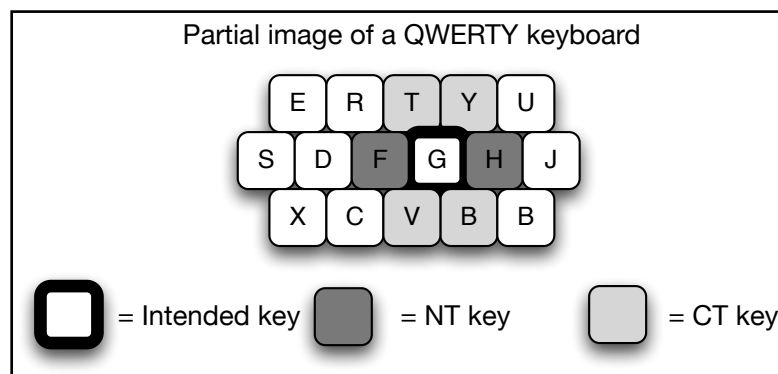 Partial image of a QWERTY keyboard
E R T Y U
S D F G H J
X C V B B
= Intended key = NT key = CT key